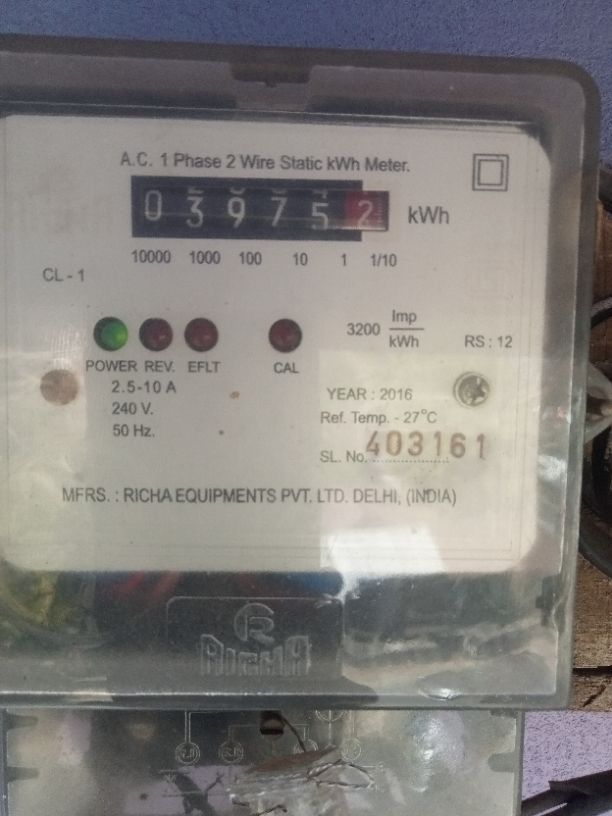 A.C. 1 Phase 2 Wire Static kWh Meter.
039752 kWh
10000 1000 100 10 1 1/10
CL - 1
3200 Imp/kWh
RS : 12
POWER REV. EFLT CAL
2.5-10 A
240 V.
50 Hz.
YEAR : 2016
Ref. Temp. - 27°C
SL. No. 403161
MFRS. : RICHA EQUIPMENTS PVT. LTD. DELHI, (INDIA)
R
RICHA